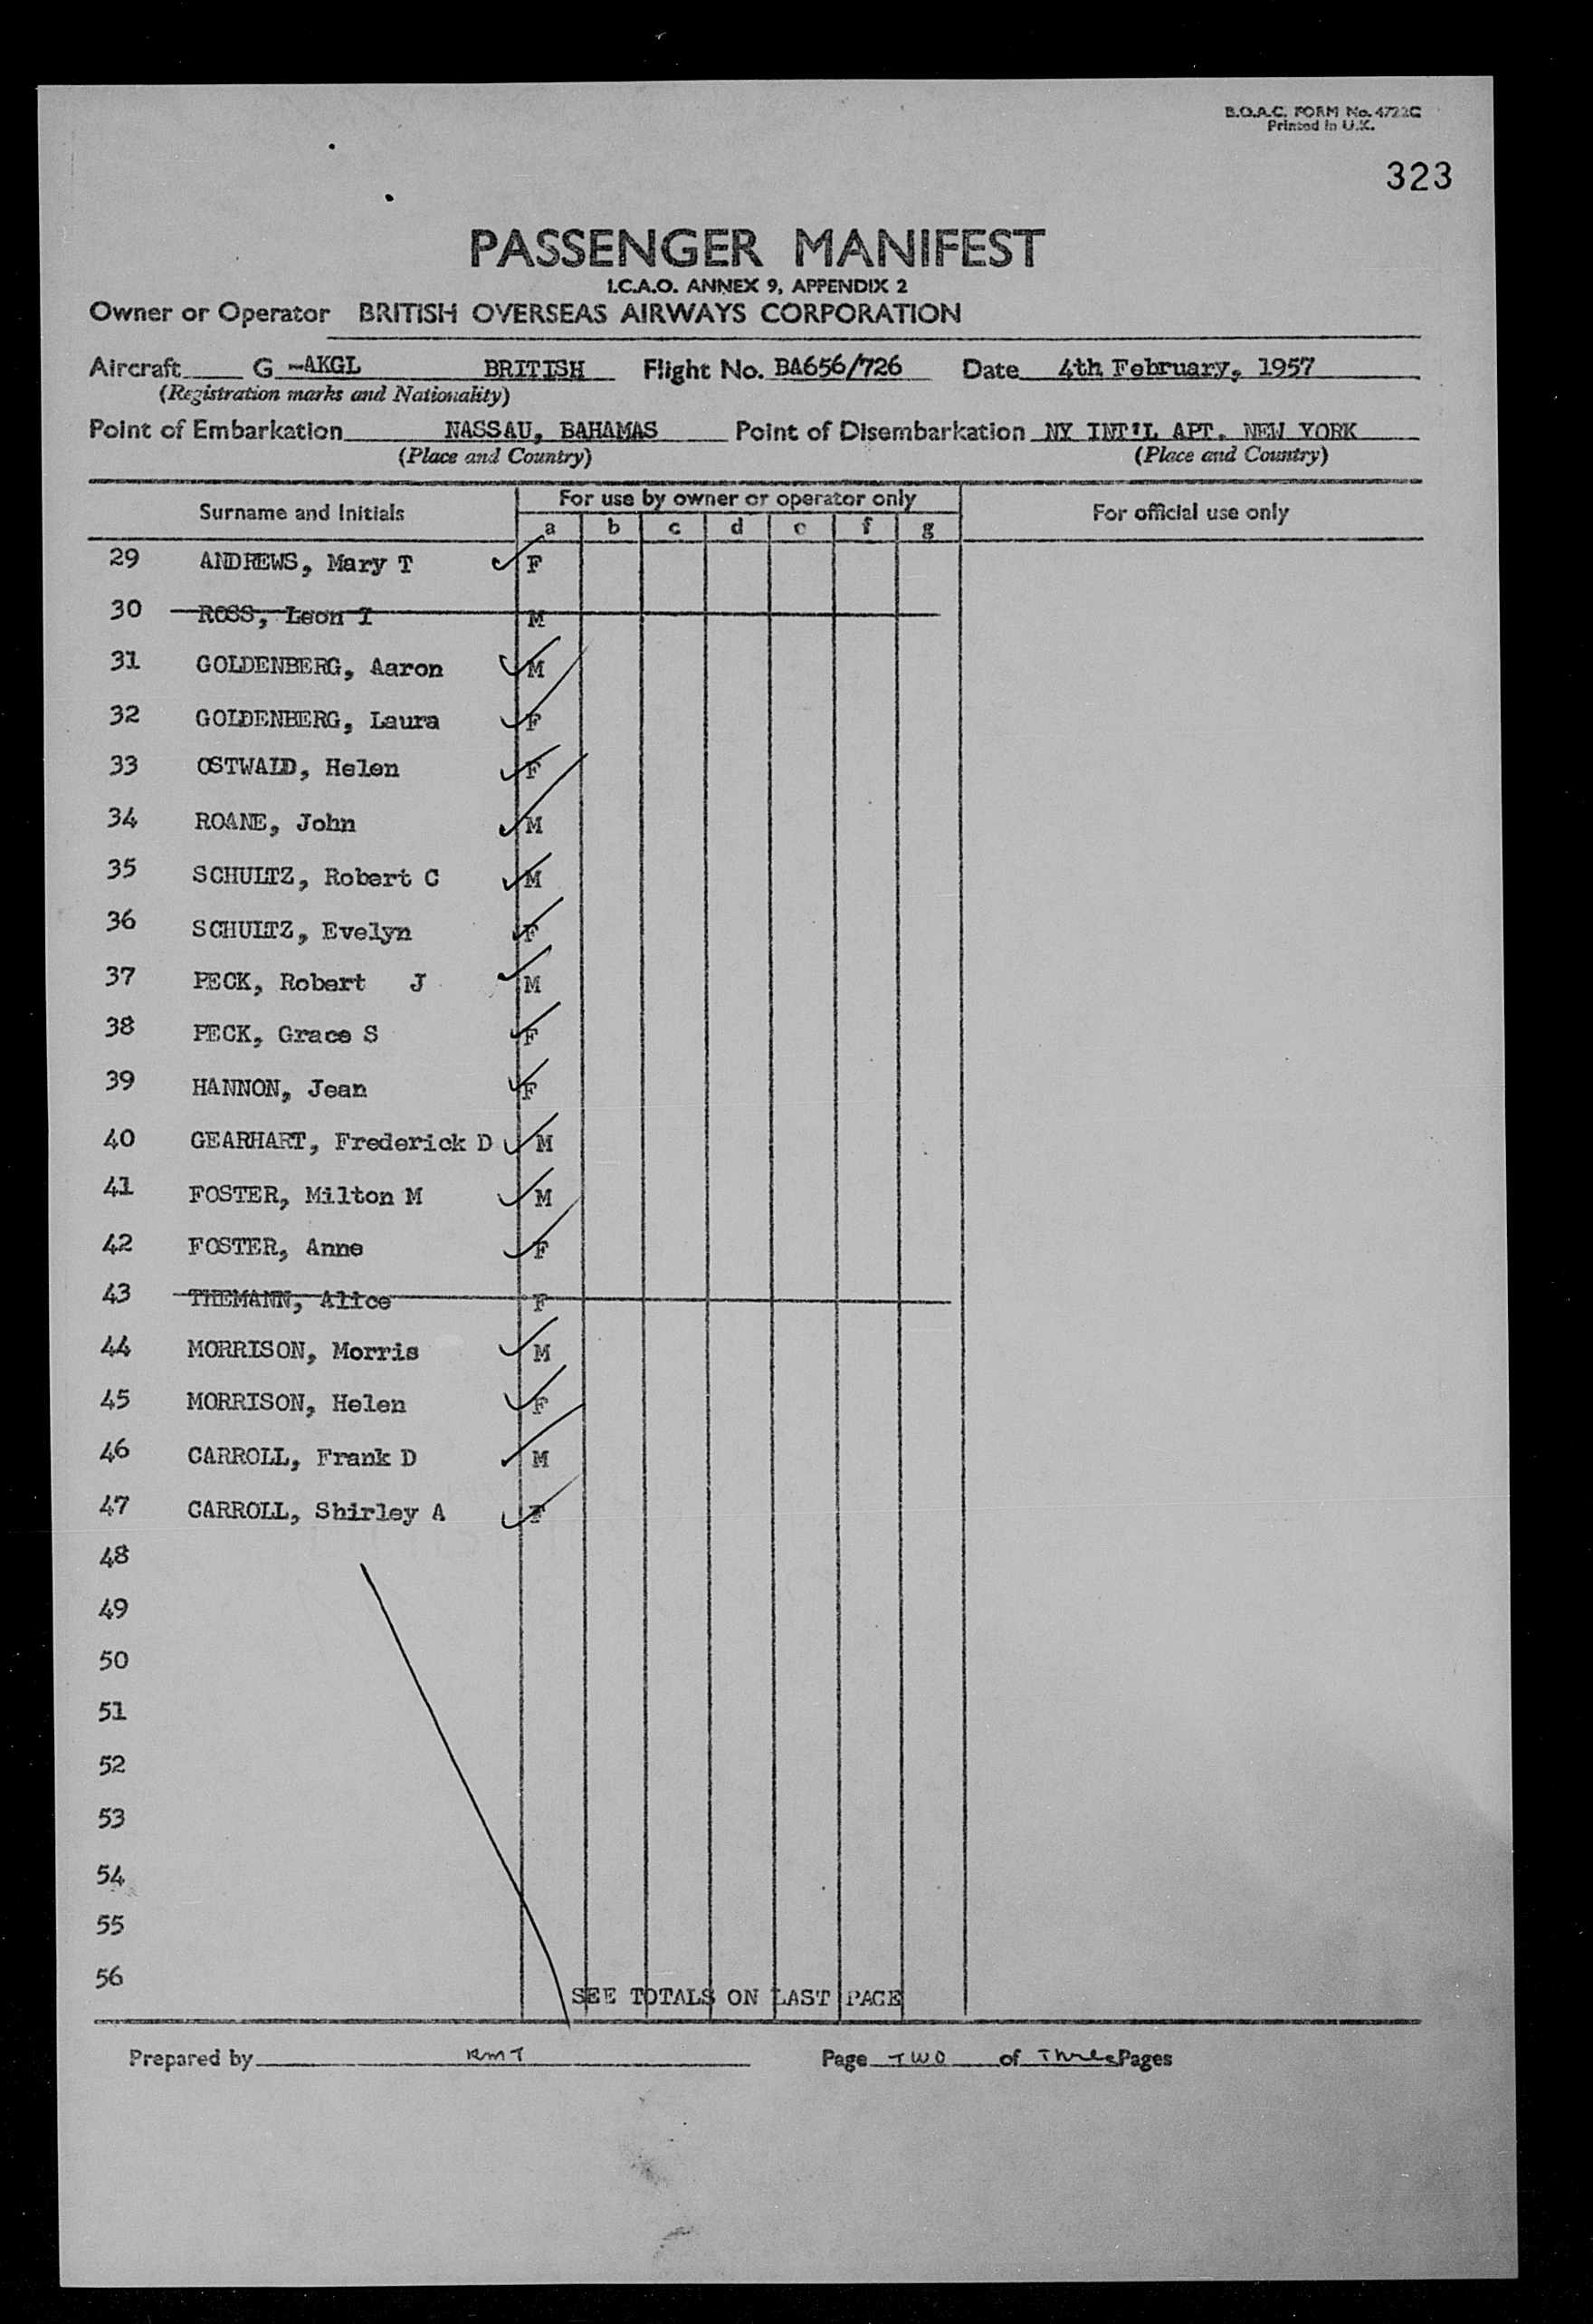 B.O.A.C. FORM No. 4722C
Printed in U.K.
323
PASSENGER MANIFEST
I.C.A.O. ANNEX 9, APPENDIX 2
Owner or Operator BRITISH OVERSEAS AIRWAYS CORPORATION
Aircraft G -AKGL BRITISH Flight No. BA656/726 Date 4th February, 1957
(Registration marks and Nationality)
Point of Embarkation NASSAU, BAHAMAS Point of Disembarkation NY INT'L APT. NEW YORK
(Place and Country) (Place and Country)
Surname and Initials For use by owner or operator only For official use only
a b c d e f g
29 ANDREWS, Mary T F
30 ROSS, Leon I M
31 GOLDENBERG, Aaron M
32 GOLDENBERG, Laura F
33 OSTWALD, Helen F
34 ROANE, John M
35 SCHULTZ, Robert C M
36 SCHULTZ, Evelyn F
37 PECK, Robert J M
38 PECK, Grace S F
39 HANNON, Jean F
40 GEARHART, Frederick D M
41 FOSTER, Milton M M
42 FOSTER, Anne F
43 THEMANN, Alice F
44 MORRISON, Morris M
45 MORRISON, Helen F
46 CARROLL, Frank D M
47 CARROLL, Shirley A F
48
49
50
51
52
53
54
55
56
SEE TOTALS ON LAST PAGE
Prepared by RMT Page TWO of Three Pages